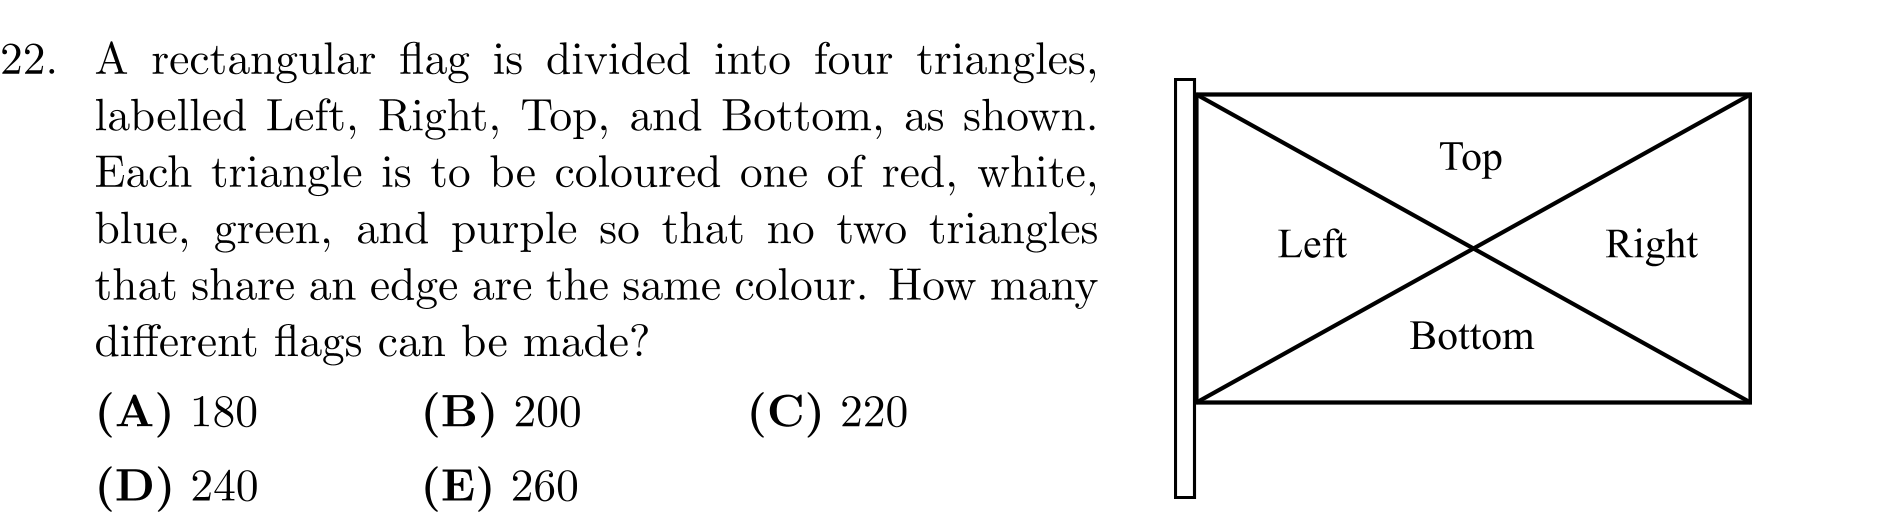 22. A rectangular flag is divided into four triangles,
labelled Left, Right, Top, and Bottom, as shown.
Each triangle is to be coloured one of red, white,
blue, green, and purple so that no two triangles
that share an edge are the same colour. How many
different flags can be made?
(A) 180 (B) 200 (C) 220
(D) 240 (E) 260
Top
Left Right
Bottom